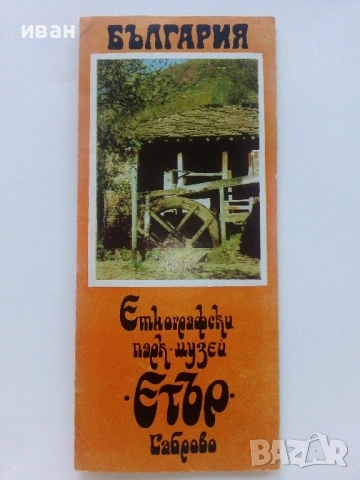 иван
БЪЛГАРИЯ
Етнографски
парк-музей
·Етър·
Габрово
BAZAR